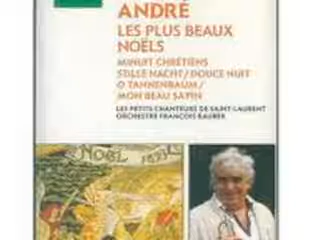 ANDRÉ
LES PLUS BEAUX
NOËLS
MINUIT CHRÉTIENS
STILLE NACHT/DOUCE NUIT
O TANNENBAUM/
MON BEAU SAPIN
LES PETITS CHANTEURS DE SAINT-LAURENT
ORCHESTRE FRANÇOIS RAUBER
NOËL